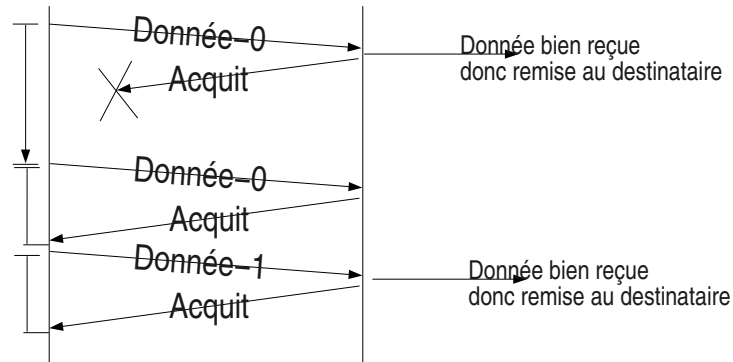 Donnée–0
Acquit
Donnée bien reçue
donc remise au destinataire
Donnée–0
Acquit
Donnée–1
Acquit
Donnée bien reçue
donc remise au destinataire